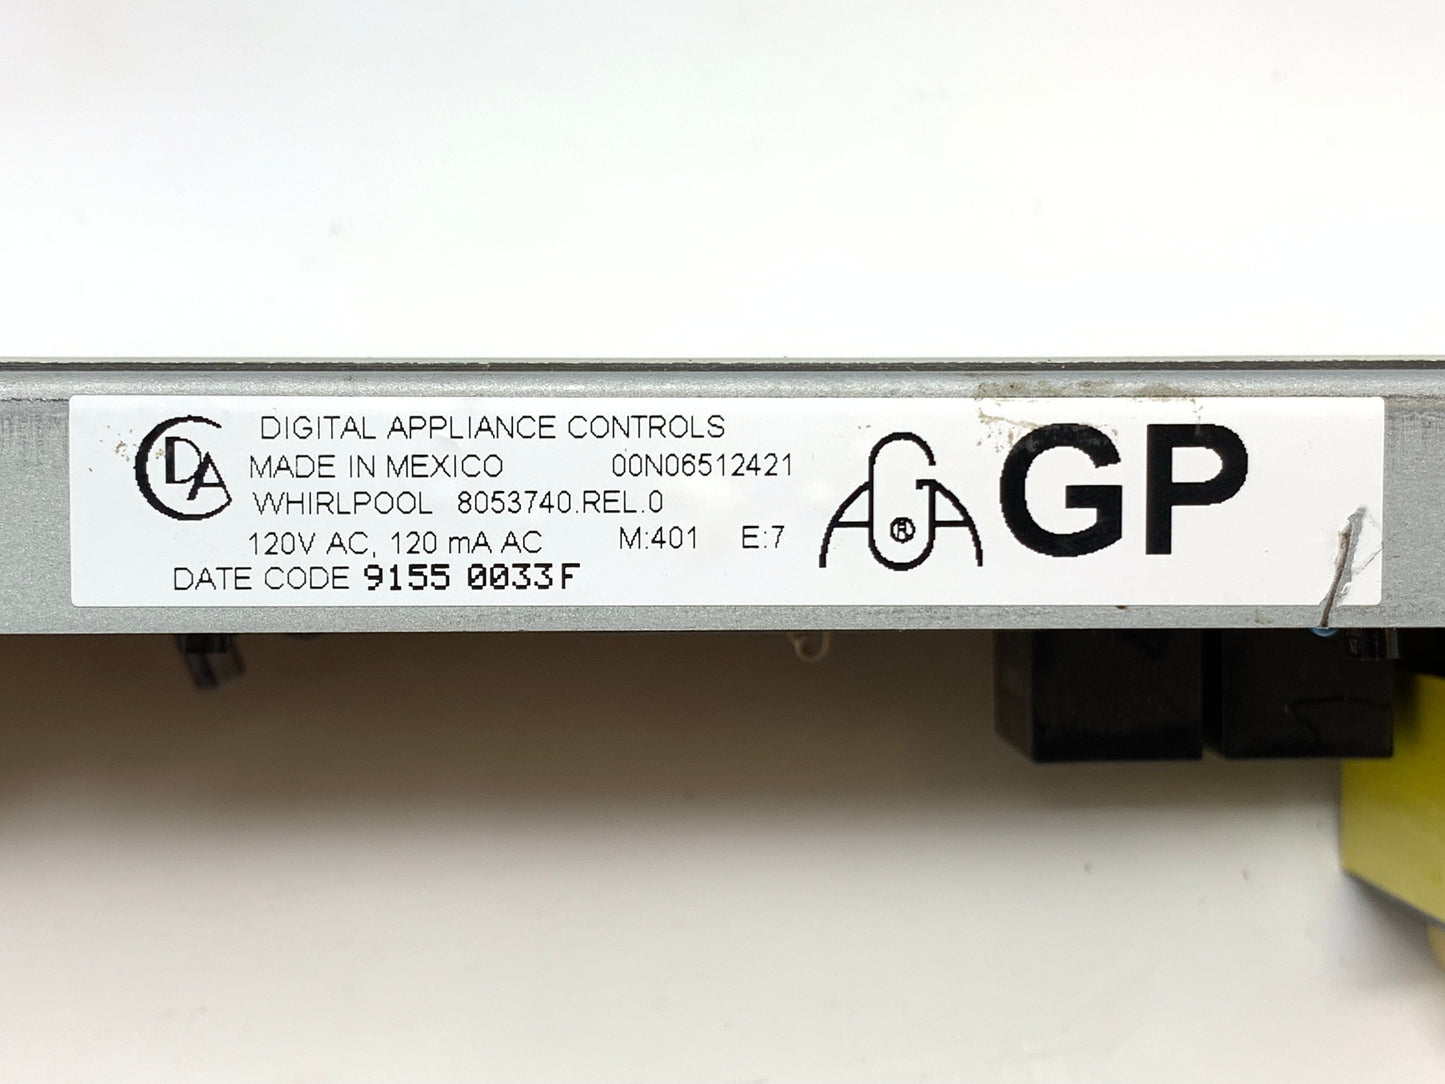 DA
DIGITAL APPLIANCE CONTROLS
MADE IN MEXICO 00N06512421
WHIRLPOOL 8053740.REL.0
120V AC, 120 mA AC M:401 E:7
DATE CODE 9155 0033F
AGA ® GP